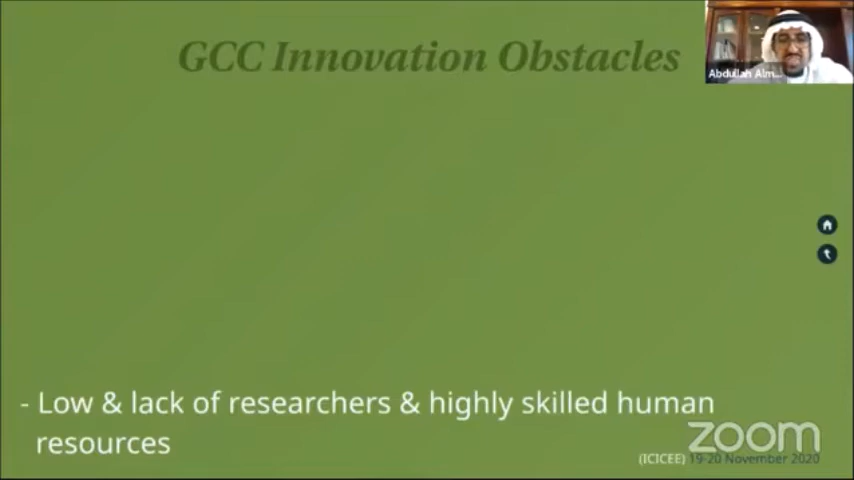 GCC Innovation Obstacles
Abdullah Alm...
- Low & lack of researchers & highly skilled human
resources
zoom
(ICICEE) 19-20 November 2020